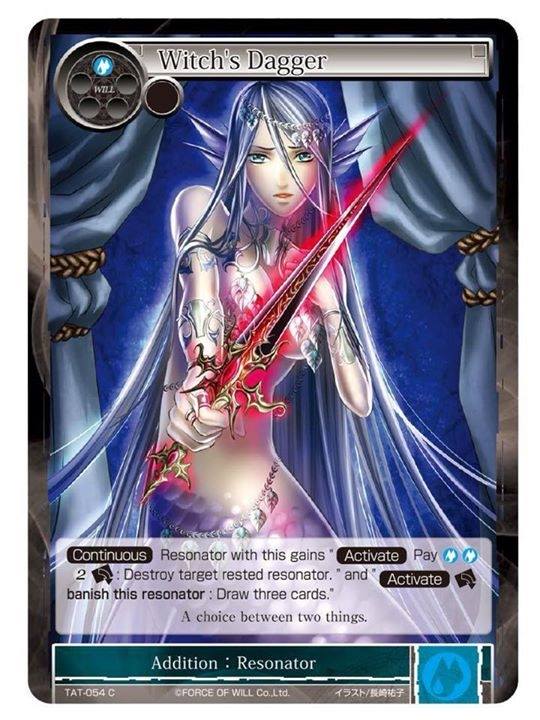 Witch's Dagger
WILL
Continuous Resonator with this gains " Activate Pay
2 : Destroy target rested resonator. " and " Activate
banish this resonator : Draw three cards."
A choice between two things.
Addition : Resonator
TAT-054 C ©FORCE OF WILL Co.,Ltd. イラスト/長崎祐子